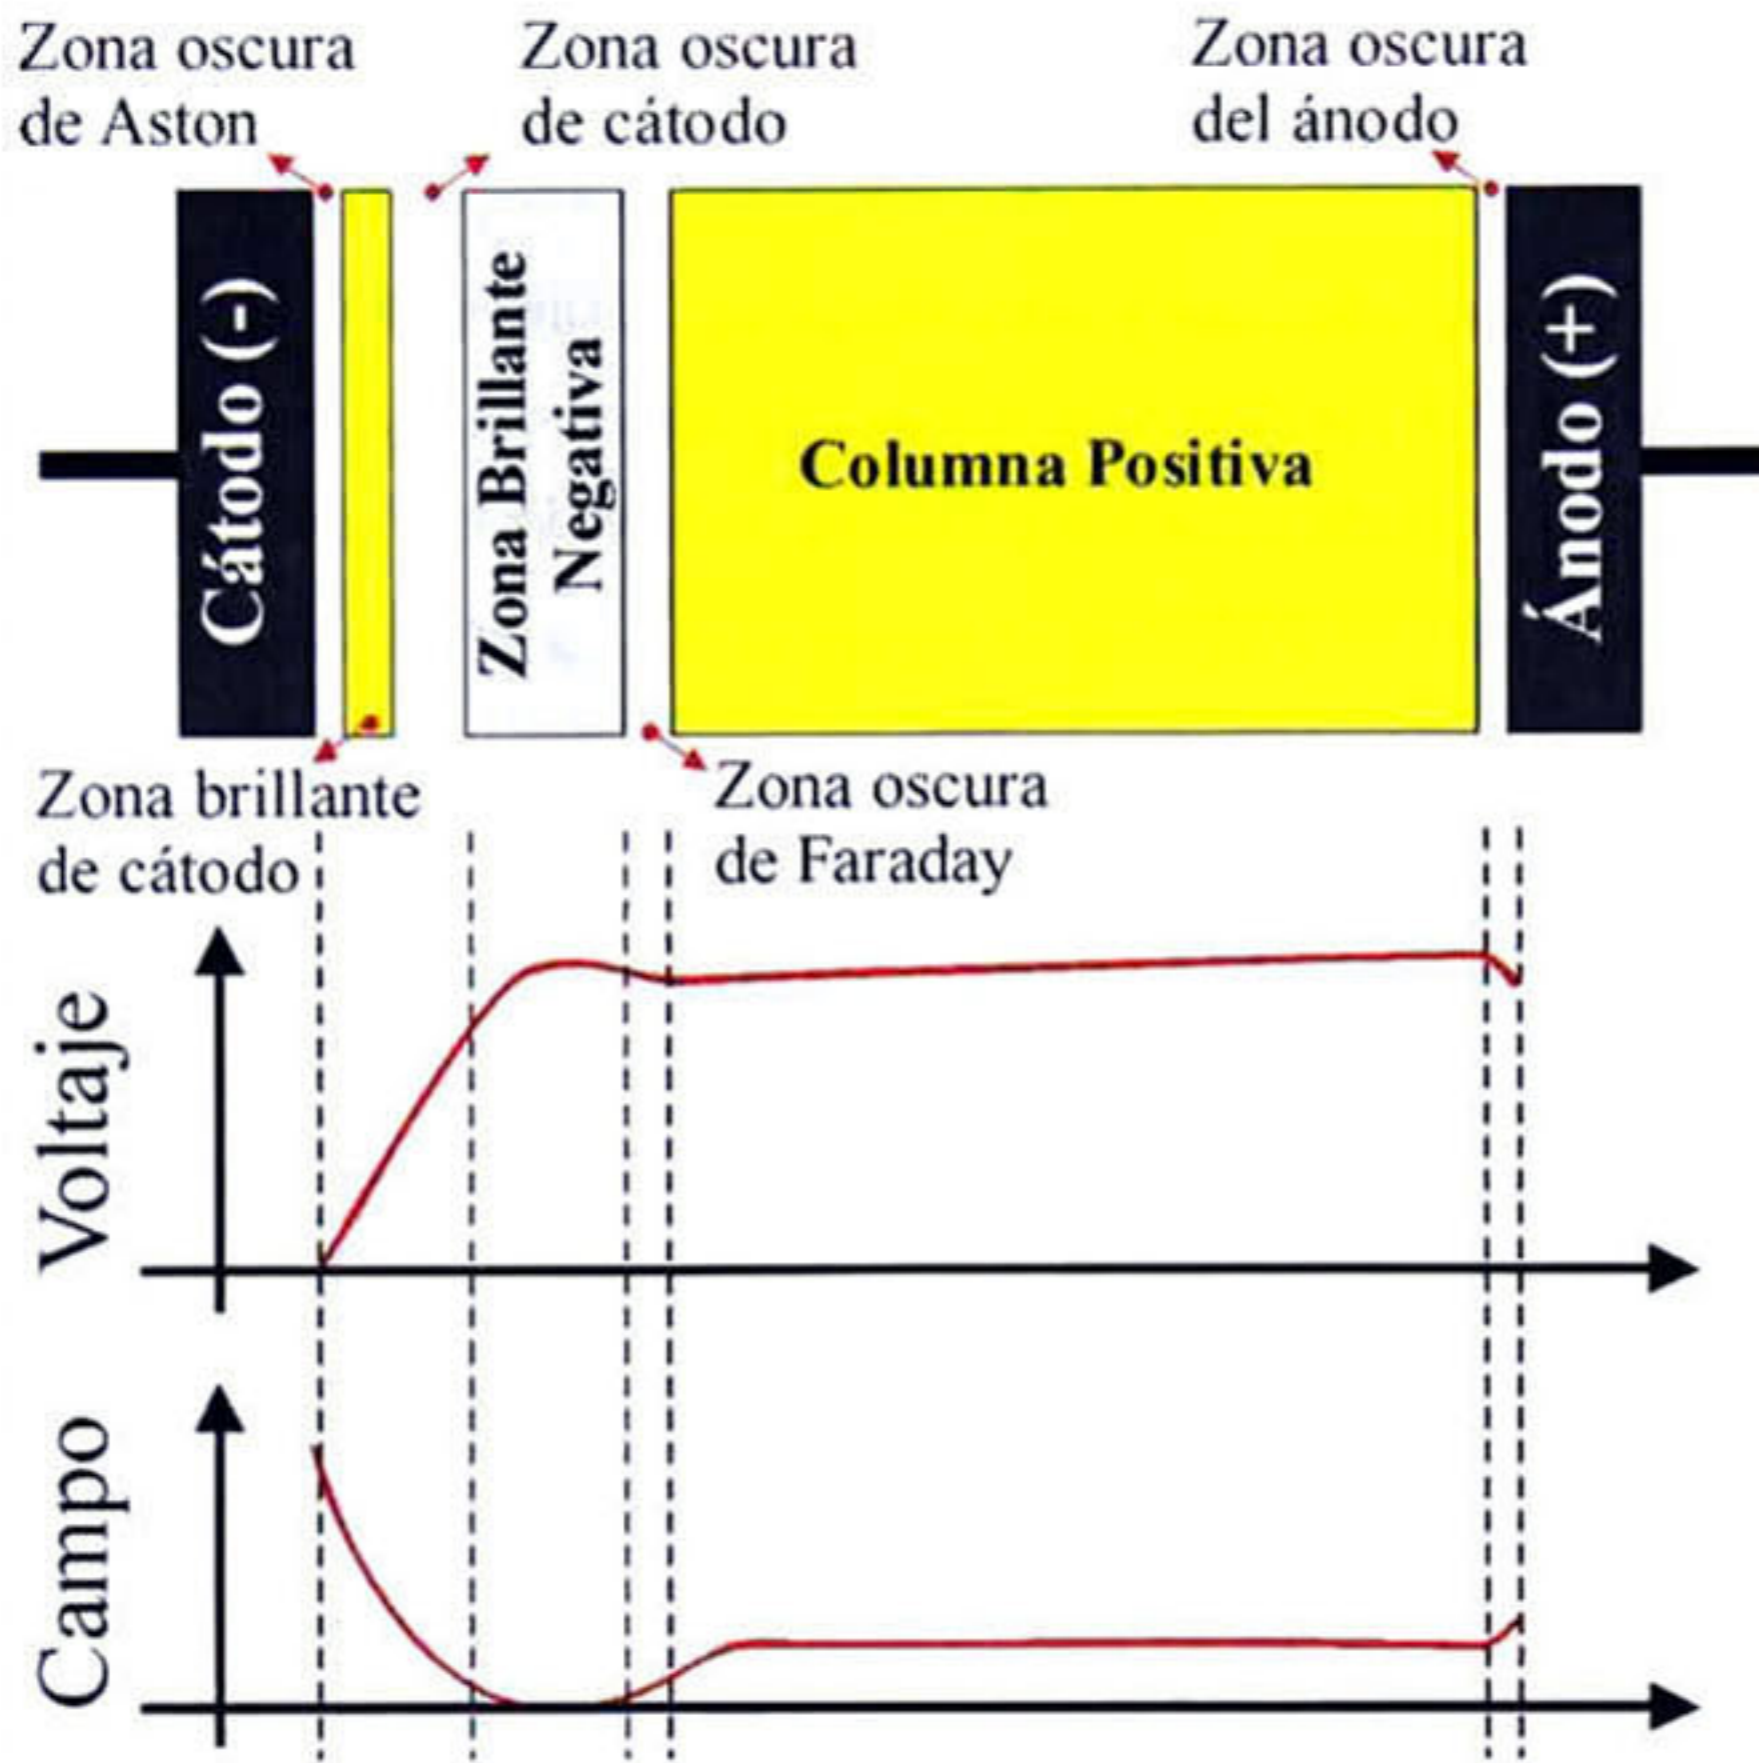 Zona oscura
de Aston
Zona oscura
de cátodo
Zona oscura
del ánodo
Cátodo (-)
Zona Brillante
Negativa
Columna Positiva
Ánodo (+)
Zona brillante
de cátodo
Zona oscura
de Faraday
Voltaje
Campo